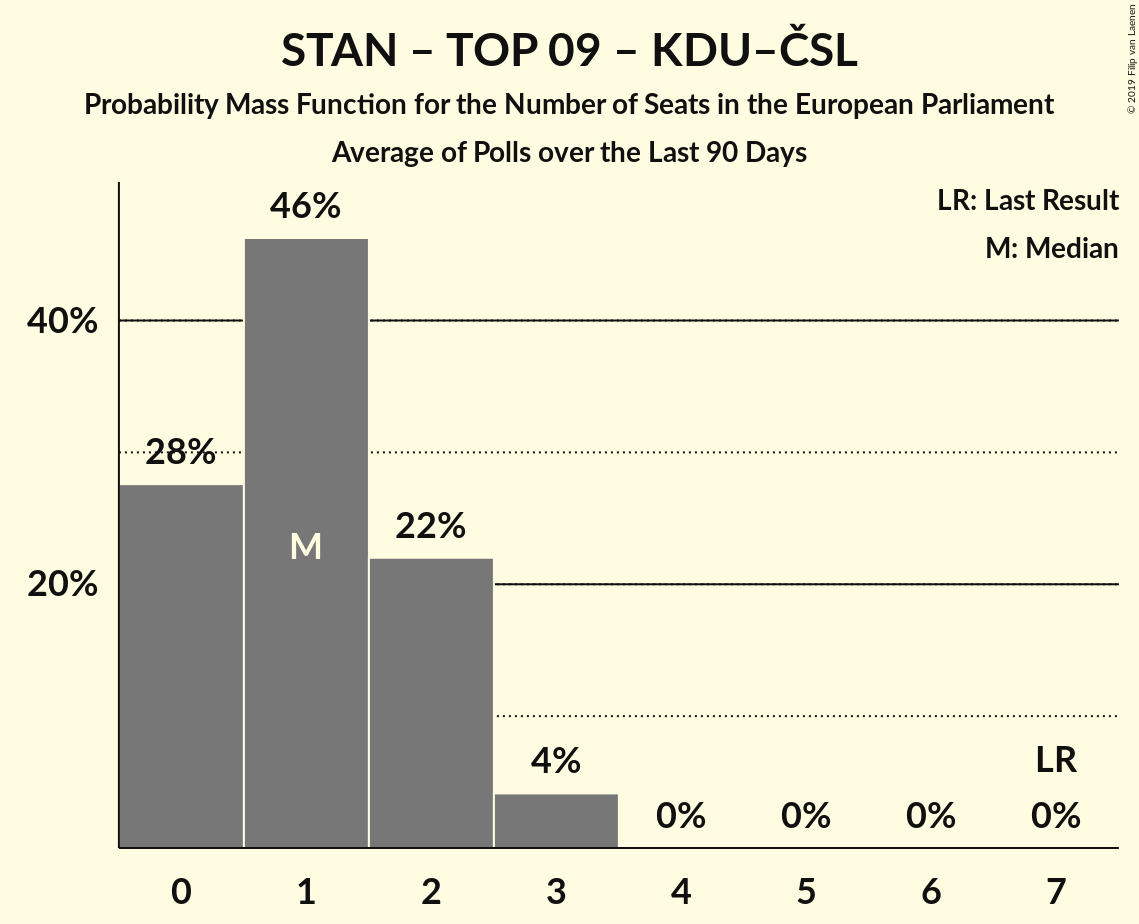 STAN – TOP 09 – KDU–ČSL
Probability Mass Function for the Number of Seats in the European Parliament
Average of Polls over the Last 90 Days
© 2019 Filip van Laenen
LR: Last Result
M: Median
46%
40%
28%
22%
M
20%
4%
LR
0%
0%
0%
0%
0
1
2
3
4
5
6
7